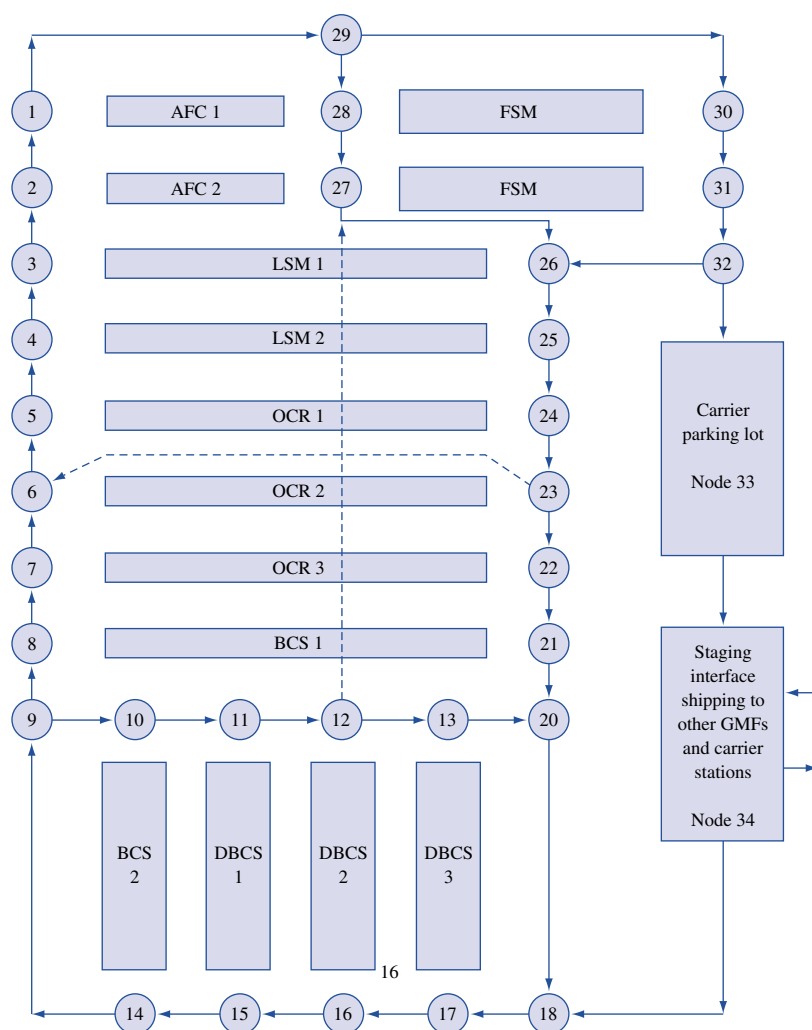 29
1
AFC 1
28
FSM
30
2
AFC 2
27
FSM
31
3
LSM 1
26
32
4
LSM 2
25
5
OCR 1
24
Carrier
parking lot
Node 33
6
OCR 2
23
7
OCR 3
22
8
BCS 1
21
Staging
interface
shipping to
other GMFs
and carrier
stations
Node 34
9
10
11
12
13
20
BCS
2
DBCS
1
DBCS
2
DBCS
3
16
14
15
16
17
18